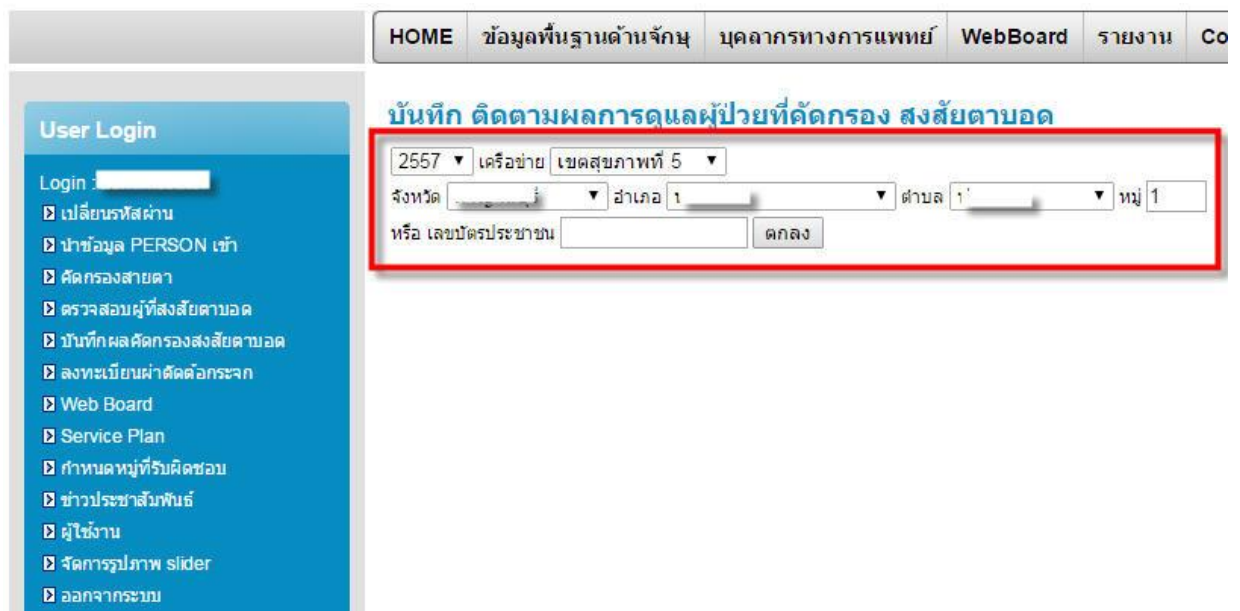 HOME ข้อมูลพื้นฐานด้านจักษุ บุคลากรทางการแพทย์ WebBoard รายงาน Co
บันทึก ติดตามผลการดูแลผู้ป่วยที่คัดกรอง สงสัยตาบอด
2557 เครือข่าย เขตสุขภาพที่ 5
จังหวัด อำเภอ ตำบล หมู่ 1
หรือ เลขบัตรประชาชน ตกลง
User Login
Login :
เปลี่ยนรหัสผ่าน
นำข้อมูล PERSON เข้า
คัดกรองสายตา
ตรวจสอบผู้ที่สงสัยตาบอด
บันทึกผลคัดกรองสงสัยตาบอด
ลงทะเบียนผ่าตัดต้อกระจก
Web Board
Service Plan
กำหนดหมู่ที่รับผิดชอบ
ข่าวประชาสัมพันธ์
ผู้ใช้งาน
จัดการรูปภาพ slider
ออกจากระบบ